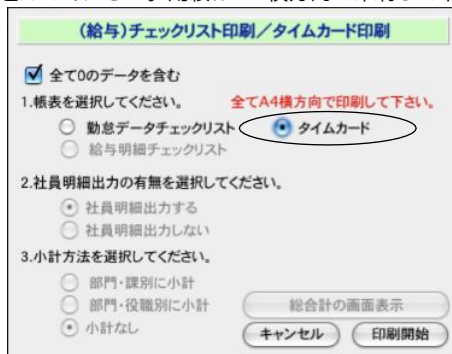 (給与)チェックリスト印刷／タイムカード印刷
全て0のデータを含む
1.帳表を選択してください。 全てA4横方向で印刷して下さい。
勤怠データチェックリスト タイムカード
給与明細チェックリスト
2.社員明細出力の有無を選択してください。
社員明細出力する
社員明細出力しない
3.小計方法を選択してください。
部門・課別に小計
部門・役職別に小計 総合計の画面表示
小計なし キャンセル 印刷開始